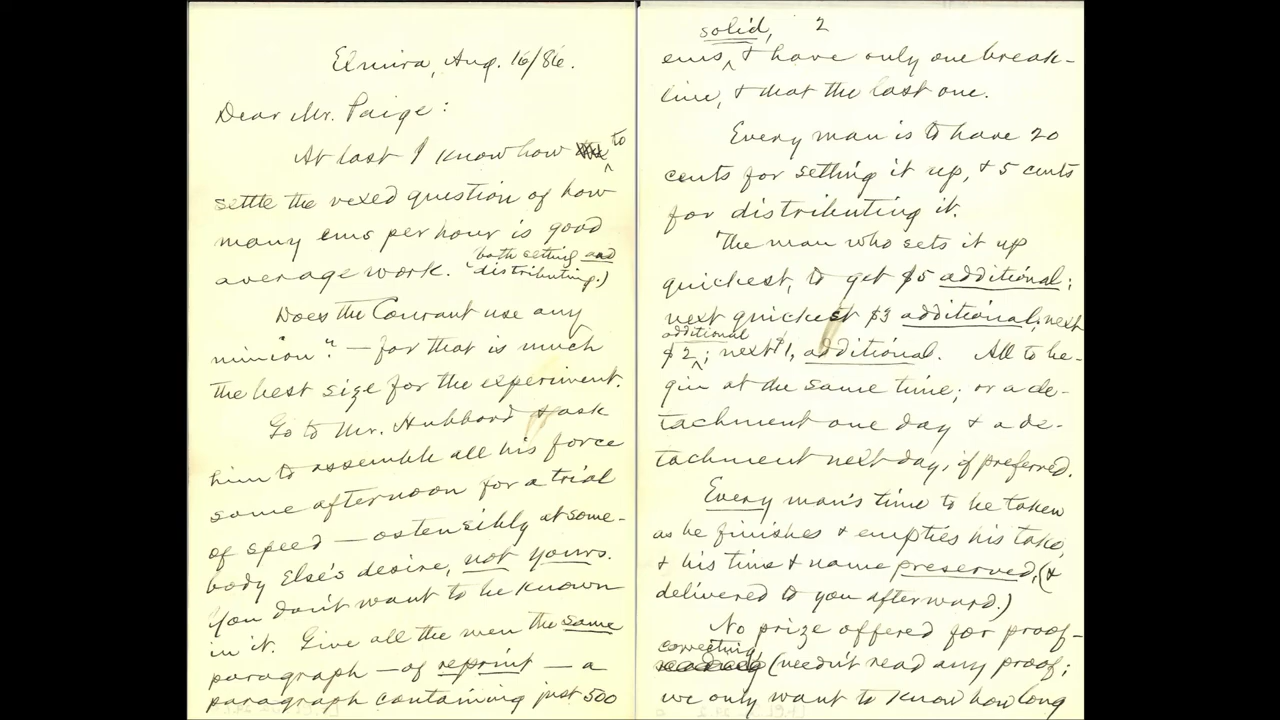 Elmira, Aug. 16/86.
Dear Mr. Paige:
At last I know how to
settle the vexed question of how
many ems per hour is good
average work. (both setting and
distributing.)
Does the Courant use any
minion? — for that is much
the best size for the experiment.
Go to Mr. Hubbard & ask
him to assemble all his force
some afternoon for a trial
of speed — ostensibly at some-
body Else's desire, not yours.
You don't want to be known
in it. Give all the men the same
paragraph — of reprint — a
paragraph containing just 500
2
ems, solid, & have only one break-
line, & that the last one.
Every man is to have 20
cents for setting it up, & 5 cents
for distributing it.
The man who sets it up
quickest, to get $5 additional;
next quickest $3 additional; next
$2 additional; next $1, additional. All to be-
gin at the same time; or a de-
tachment one day & a de-
tachment next day, if preferred.
Every man's time to be taken
as he finishes & empties his take,
& his time & name preserved, (&
delivered to you afterward.)
No prize offered for proof-
correcting (needn't read any proof;
we only want to know how long